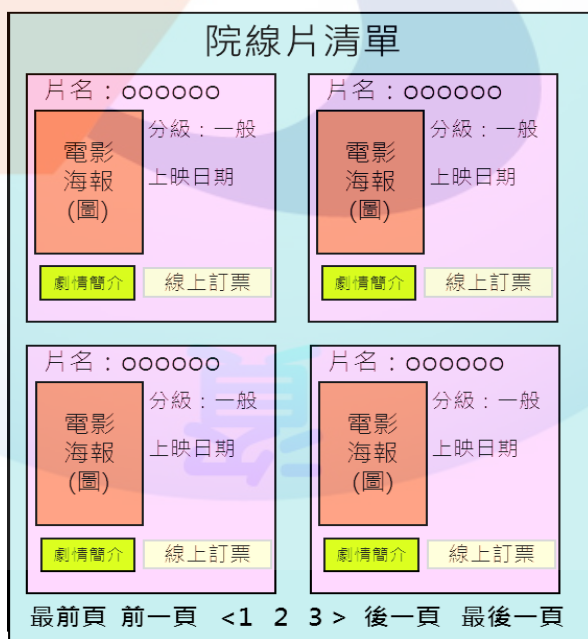 院線片清單
片名：oooooo
分級：一般
電影
海報
(圖)
上映日期
劇情簡介
線上訂票
片名：oooooo
分級：一般
電影
海報
(圖)
上映日期
劇情簡介
線上訂票
片名：oooooo
分級：一般
電影
海報
(圖)
上映日期
劇情簡介
線上訂票
片名：oooooo
分級：一般
電影
海報
(圖)
上映日期
劇情簡介
線上訂票
最前頁 前一頁 <1 2 3 > 後一頁 最後一頁